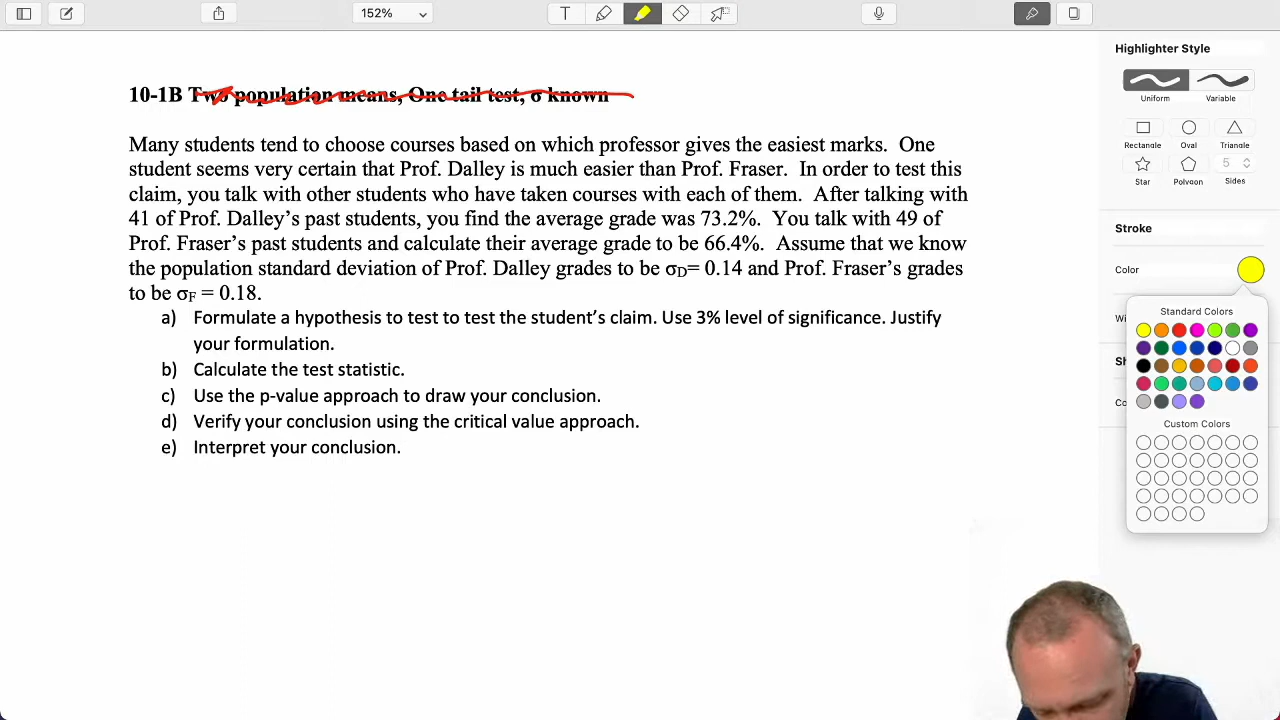 152%
T
Highlighter Style
Uniform
Variable
Rectangle
Oval
Triangle
Star
Polygon
5
Sides
Stroke
Color
Wi
Sh
Co
Standard Colors
Custom Colors
10-1B Two population means, One tail test, σ known
Many students tend to choose courses based on which professor gives the easiest marks. One
student seems very certain that Prof. Dalley is much easier than Prof. Fraser. In order to test this
claim, you talk with other students who have taken courses with each of them. After talking with
41 of Prof. Dalley's past students, you find the average grade was 73.2%. You talk with 49 of
Prof. Fraser's past students and calculate their average grade to be 66.4%. Assume that we know
the population standard deviation of Prof. Dalley grades to be σD= 0.14 and Prof. Fraser's grades
to be σF = 0.18.
a) Formulate a hypothesis to test to test the student's claim. Use 3% level of significance. Justify
your formulation.
b) Calculate the test statistic.
c) Use the p-value approach to draw your conclusion.
d) Verify your conclusion using the critical value approach.
e) Interpret your conclusion.